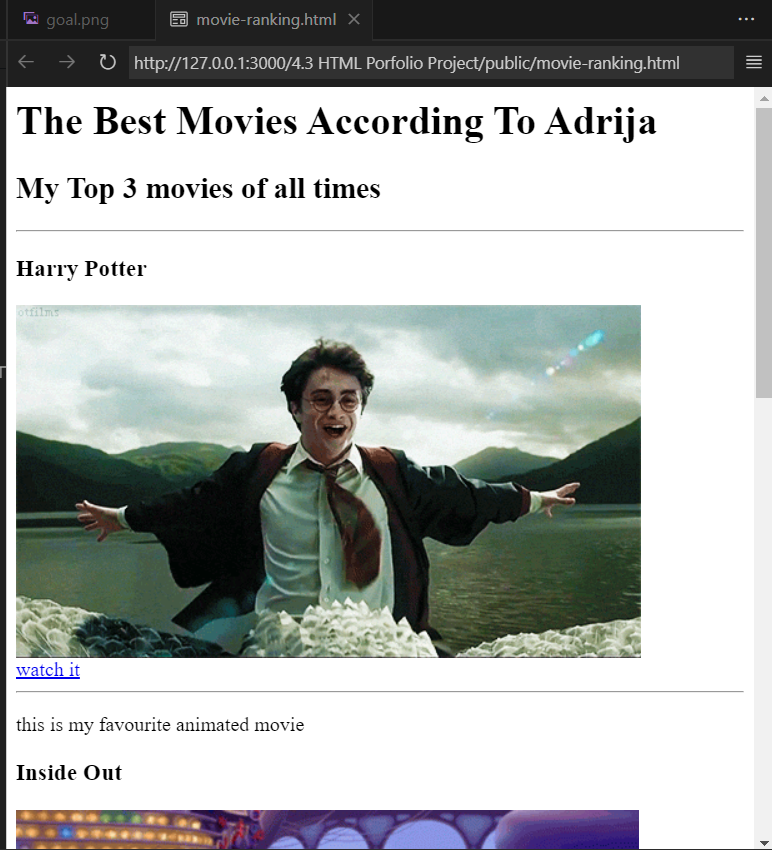 goal.png
movie-ranking.html
http://127.0.0.1:3000/4.3 HTML Porfolio Project/public/movie-ranking.html
The Best Movies According To Adrija
My Top 3 movies of all times
Harry Potter
otfilms
watch it
this is my favourite animated movie
Inside Out